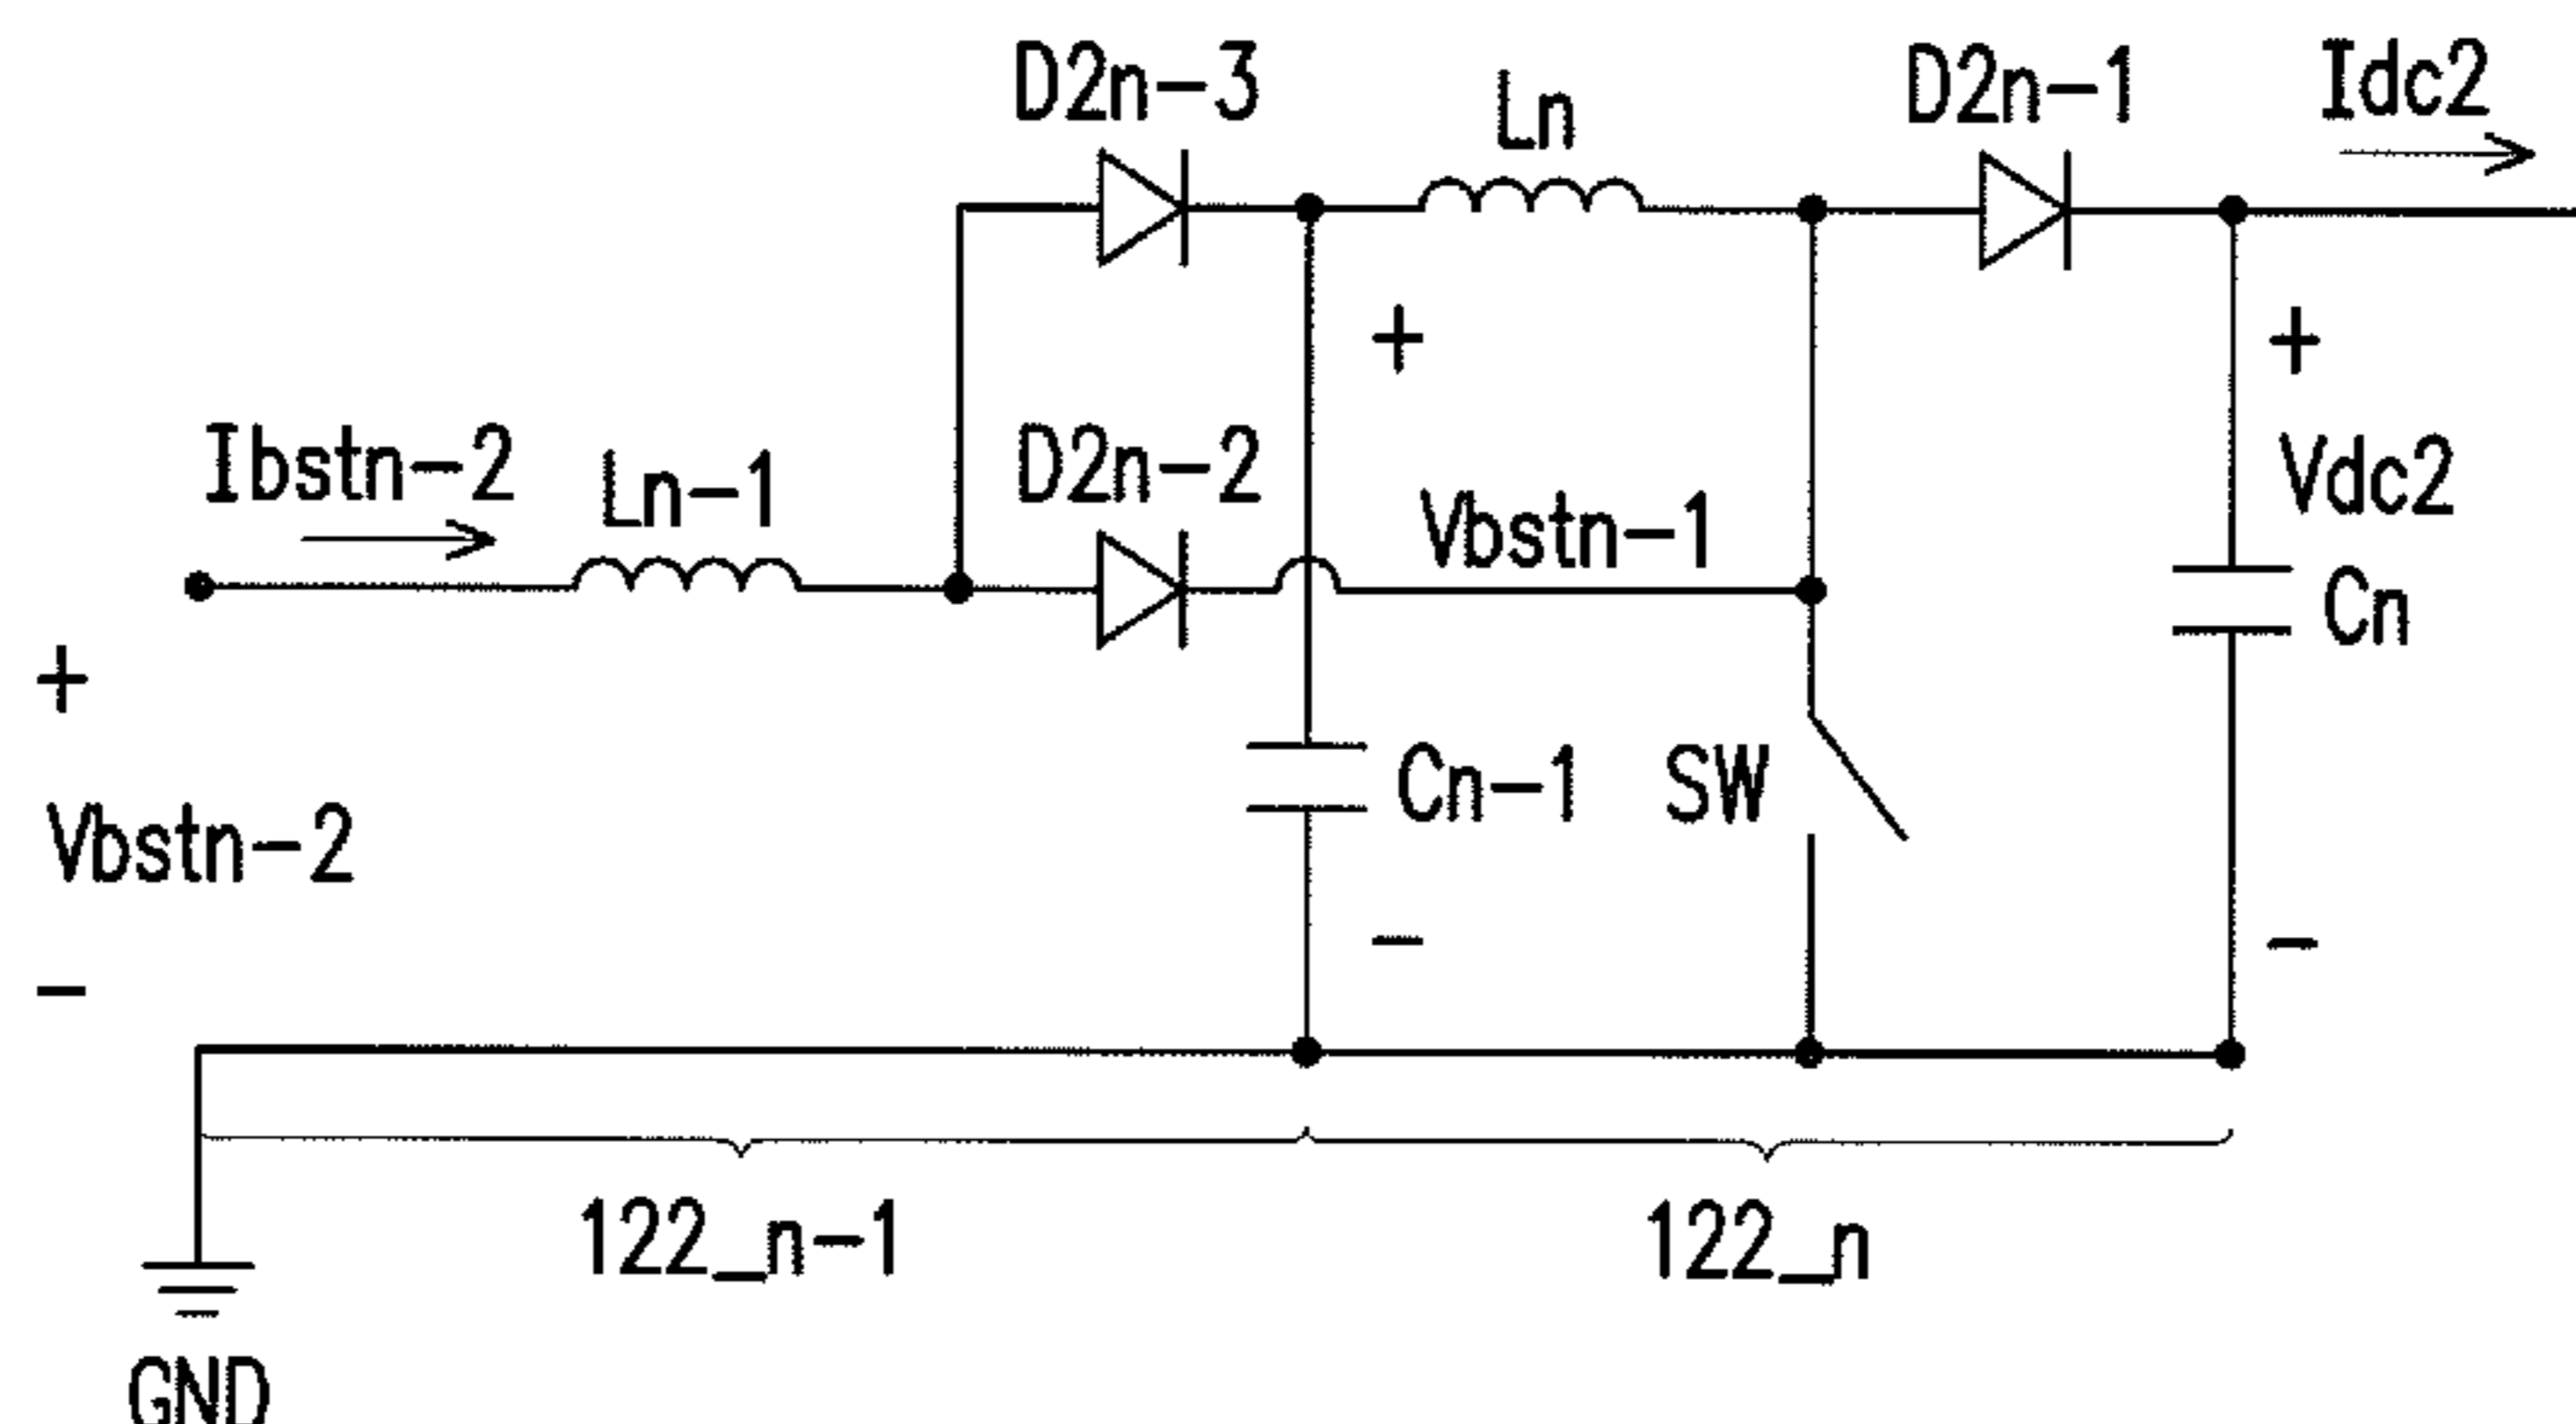 D2n-3
Ln
D2n-1
Idc2
+
+
Ibstn-2
Ln-1
D2n-2
Vbstn-1
Vdc2
Cn
+
Vbstn-2
Cn-1
SW
-
-
-
122_n-1
122_n
GND